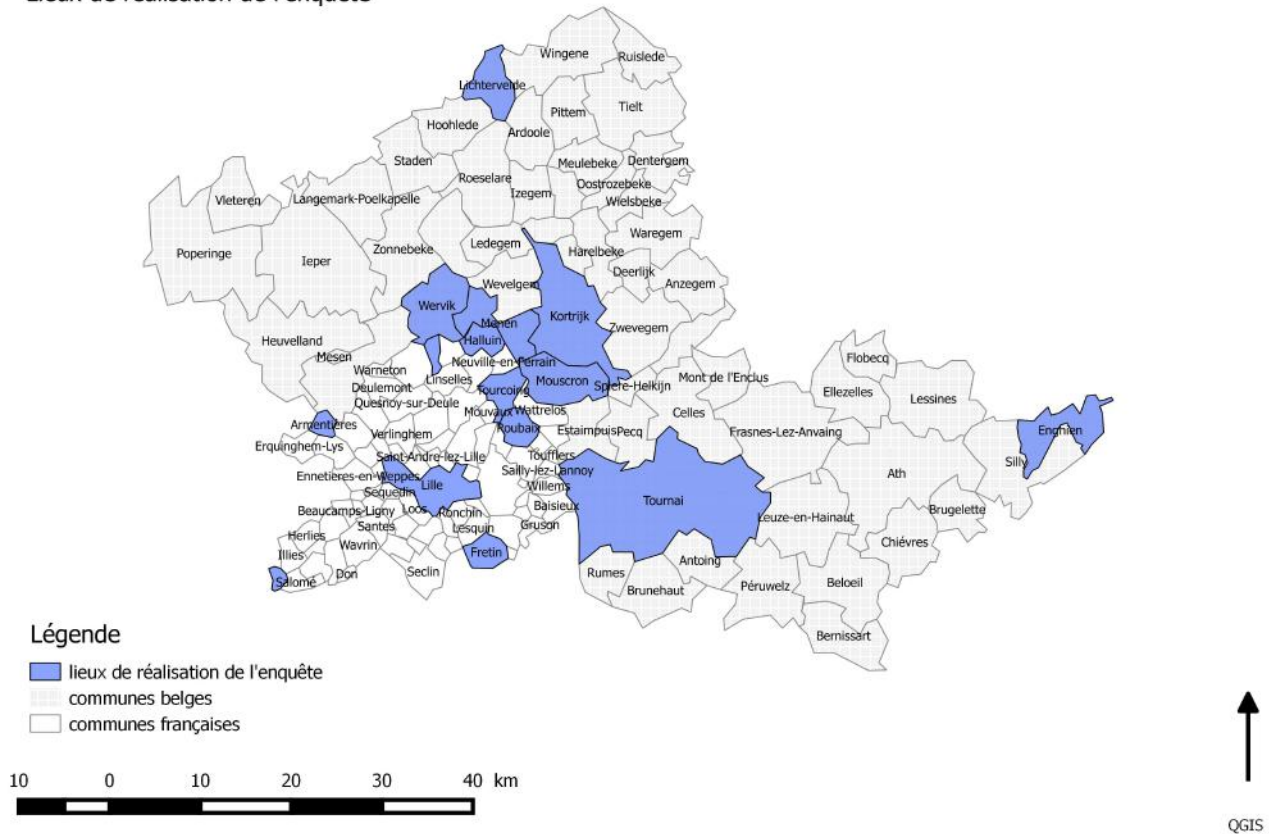 Lieux de réalisation de l'enquête
Wingene
Ruislede
Lichtervelde
Pittem
Tielt
Hoohlede
Ardoole
Staden
Meulebeke
Dentergem
Roeselare
Oostrozebeke
Izegem
Vleteren
Langemark-Poelkapelle
Wielsbeke
Waregem
Zonnebeke
Ledegem
Harelbeke
Poperinge
Ieper
Deerlijk
Wevelgem
Anzegem
Wervik
Kortrijk
Menen
Zwevegem
Heuvelland
Halluin
Mesen
Neuville-en-Ferrain
Flobecq
Warneton
Linselles
Mouscron
Spiere-Helkijn
Mont de l'Enclus
Deulemont
Tourcoing
Ellezelles
Lessines
Quesnoy-sur-Deule
Mouvaux
Wattrelos
Celles
Armentières
Roubaix
Estaimpuis
Pecq
Frasnes-Lez-Anvaing
Enghien
Verlinghem
Erquinghem-Lys
Saint-Andre-lez-Lille
Toufflers
Silly
Ennetieres-en-Weppes
Sailly-lez-Lannoy
Ath
Lille
Willems
Sequedin
Tournai
Beaucamps-Ligny
Loos
Ronchin
Baisieux
Leuze-en-Hainaut
Brugelette
Santes
Lesquin
Gruson
Herlies
Wavrin
Chiévres
Illies
Fretin
Antoing
Salomé
Don
Seclin
Rumes
Brunehaut
Péruwelz
Beloeil
Bernissart
Légende
lieux de réalisation de l'enquête
communes belges
communes françaises
10 0 10 20 30 40 km
QGIS